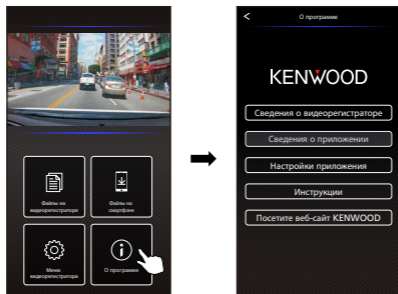 Файлы на
видеорегистраторе
Файлы на
смартфоне
Меню
видеорегистратора
О программе
О программе
KENWOOD
Сведения о видеорегистраторе
Сведения о приложении
Настройки приложения
Инструкции
Посетите веб-сайт KENWOOD